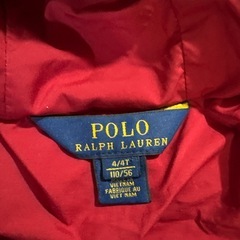 POLO
RALPH LAUREN
4/4T
110/56
VIETNAM
FABRIQUÉ AU
VIET NAM